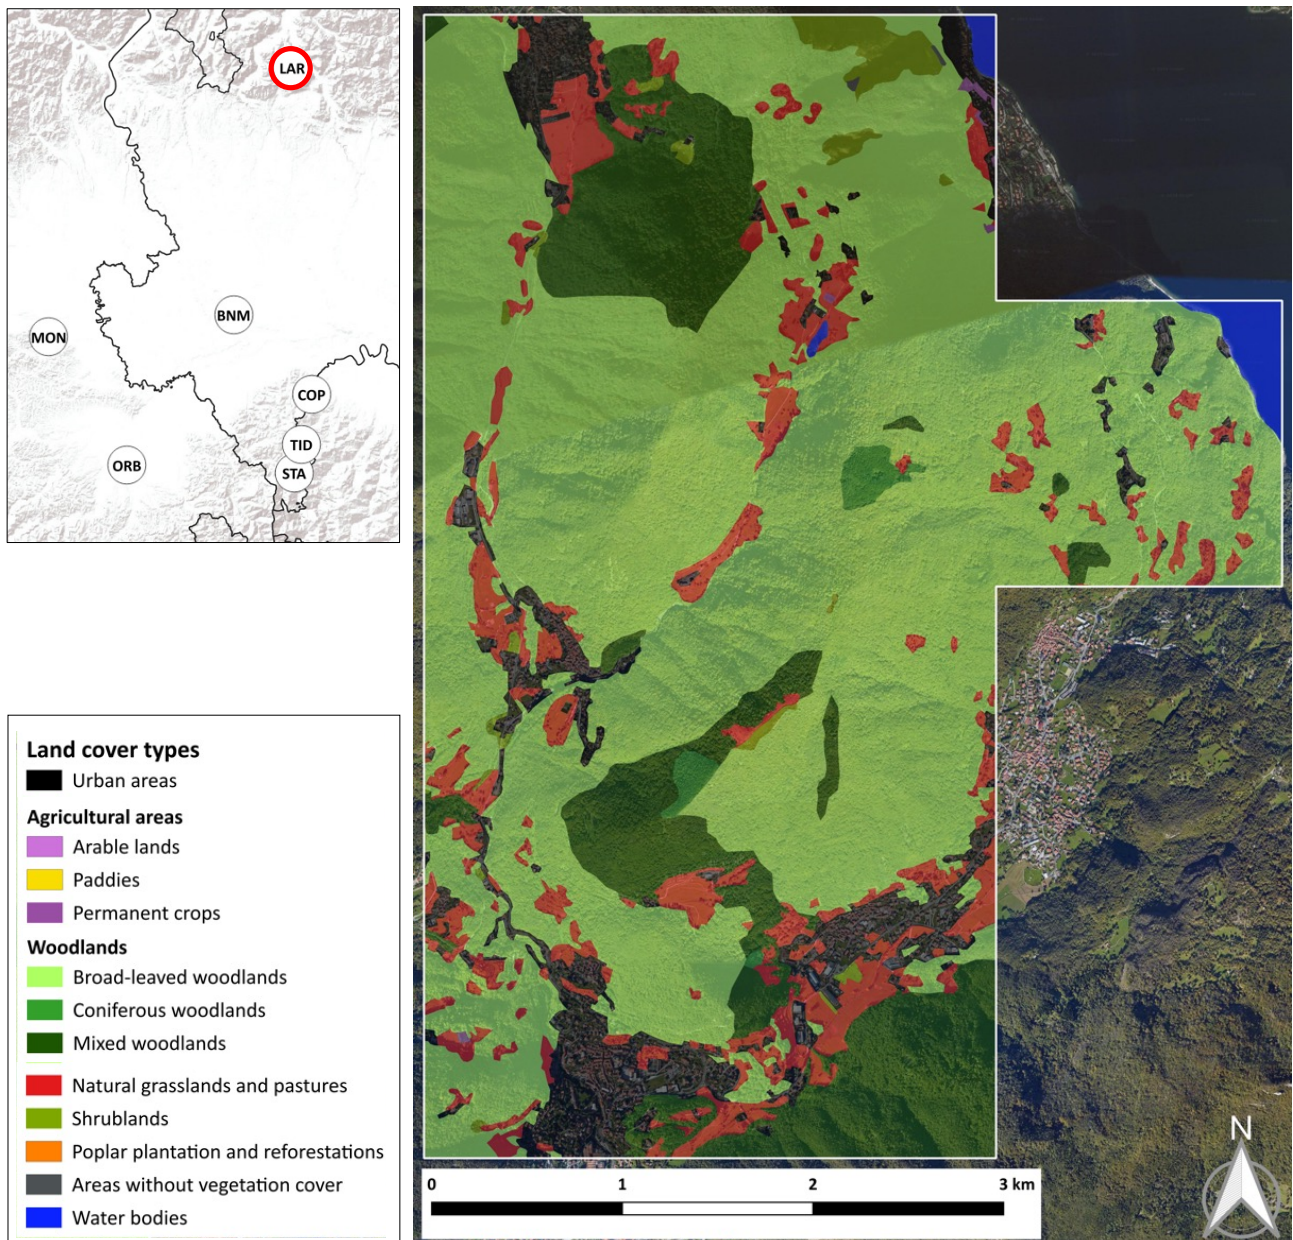 LAR
MON
BNM
COP
TID
STA
ORB
Land cover types
Urban areas
Agricultural areas
Arable lands
Paddies
Permanent crops
Woodlands
Broad-leaved woodlands
Coniferous woodlands
Mixed woodlands
Natural grasslands and pastures
Shrublands
Poplar plantation and reforestations
Areas without vegetation cover
Water bodies
0 1 2 3 km
N